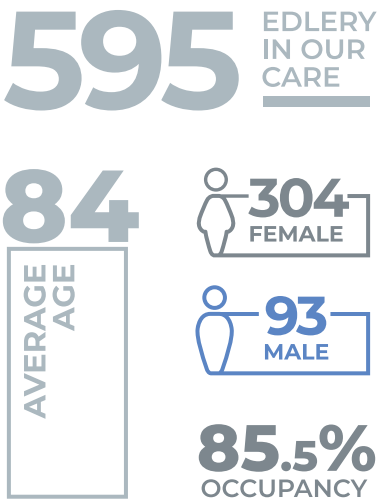 595
EDLERY
IN OUR
CARE
84
AVERAGE
AGE
304
FEMALE
93
MALE
85.5%
OCCUPANCY